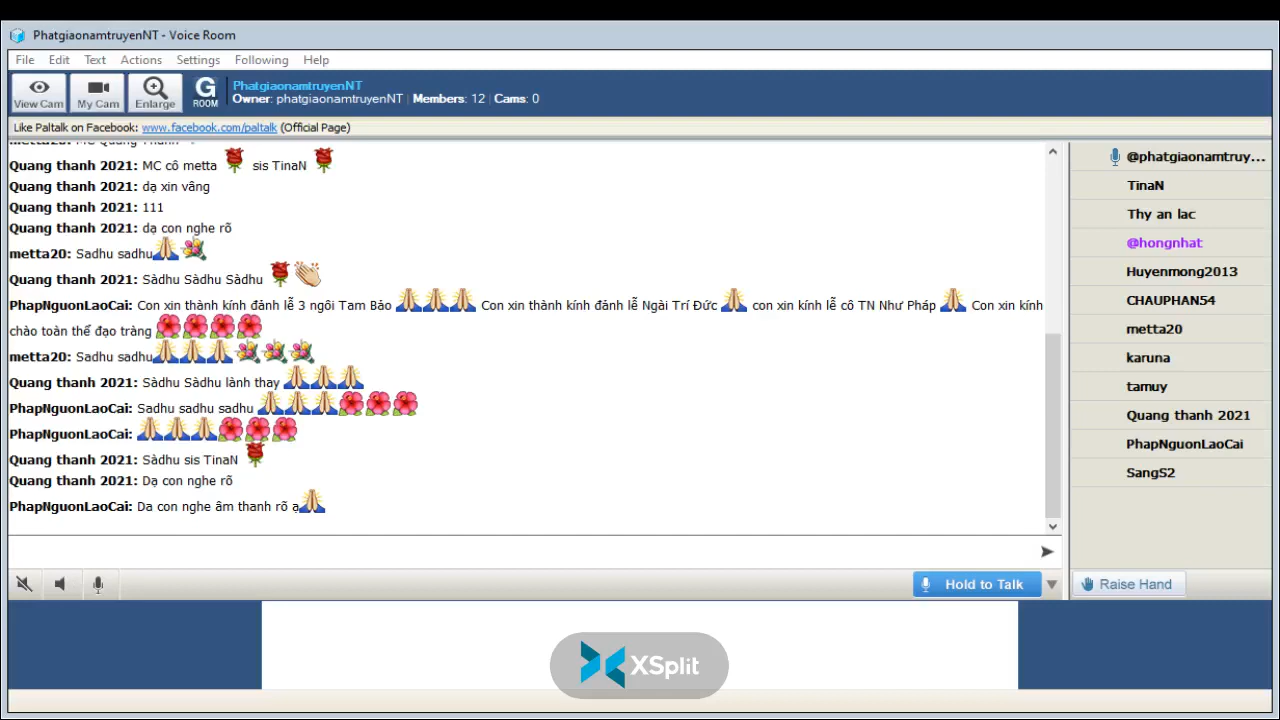 PhatgiaonamtruyenNT - Voice Room
File Edit Text Actions Settings Following Help
View Cam My Cam Enlarge G ROOM
PhatgiaonamtruyenNT
Owner: phatgiaonamtruyenNT | Members: 12 | Cams: 0
Like Paltalk on Facebook: www.facebook.com/paltalk (Official Page)
metta20: MC Quang Thanh
Quang thanh 2021: MC cô metta sis TinaN
Quang thanh 2021: dạ xin vâng
Quang thanh 2021: 111
Quang thanh 2021: dạ con nghe rõ
metta20: Sadhu sadhu
Quang thanh 2021: Sàdhu Sàdhu Sàdhu
PhapNguonLaoCai: Con xin thành kính đảnh lễ 3 ngôi Tam Bảo Con xin thành kính đảnh lễ Ngài Trí Đức con xin kính lễ cô TN Như Pháp Con xin kính
chào toàn thể đạo tràng
metta20: Sadhu sadhu
Quang thanh 2021: Sàdhu Sàdhu lành thay
PhapNguonLaoCai: Sadhu sadhu sadhu
PhapNguonLaoCai:
Quang thanh 2021: Sàdhu sis TinaN
Quang thanh 2021: Dạ con nghe rõ
PhapNguonLaoCai: Da con nghe âm thanh rõ ạ
@phatgiaonamtruy...
TinaN
Thy an lac
@hongnhat
Huyenmong2013
CHAUPHAN54
metta20
karuna
tamuy
Quang thanh 2021
PhapNguonLaoCai
SangS2
Hold to Talk
Raise Hand
XSplit